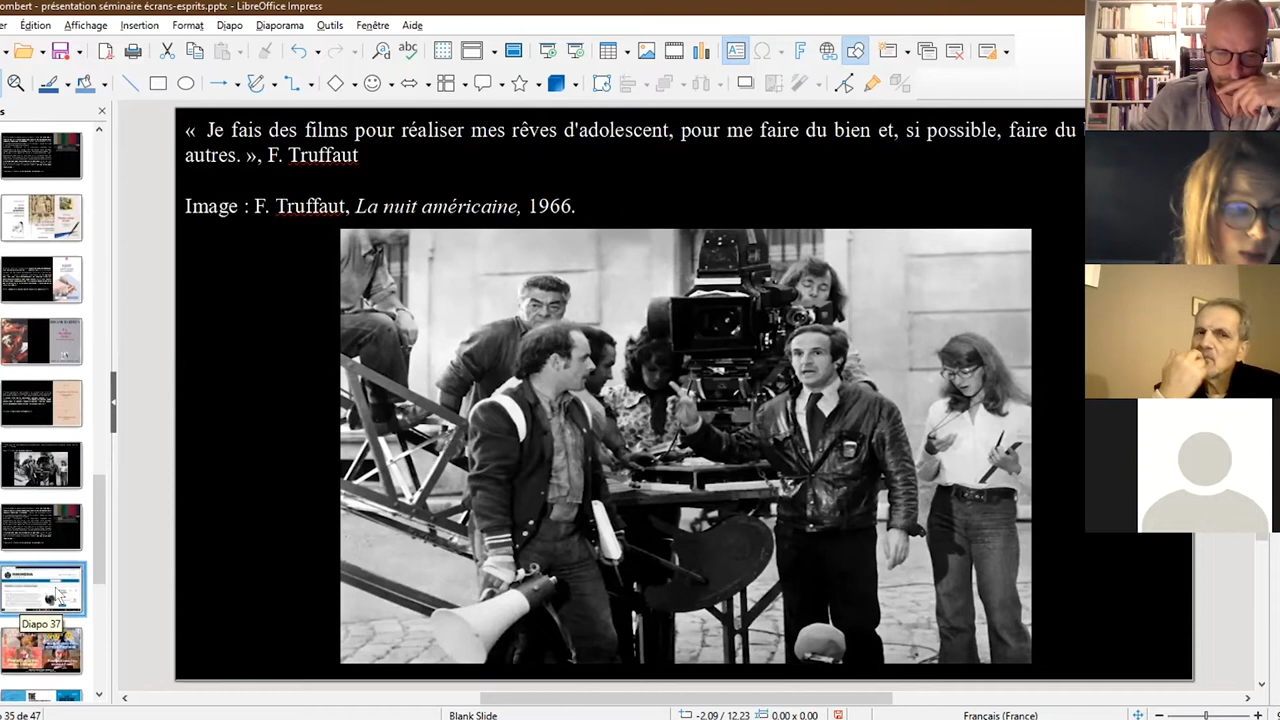 ombert - présentation séminaire écrans-esprits.pptx - LibreOffice Impress
er Édition Affichage Insertion Format Diapo Diaporama Outils Fenêtre Aide
« Je fais des films pour réaliser mes rêves d'adolescent, pour me faire du bien et, si possible, faire du
autres. », F. Truffaut
Image : F. Truffaut, La nuit américaine, 1966.
Diapo 37
o 35 de 47
Blank Slide
-2.09 / 12.23
0.00 x 0.00
Français (France)